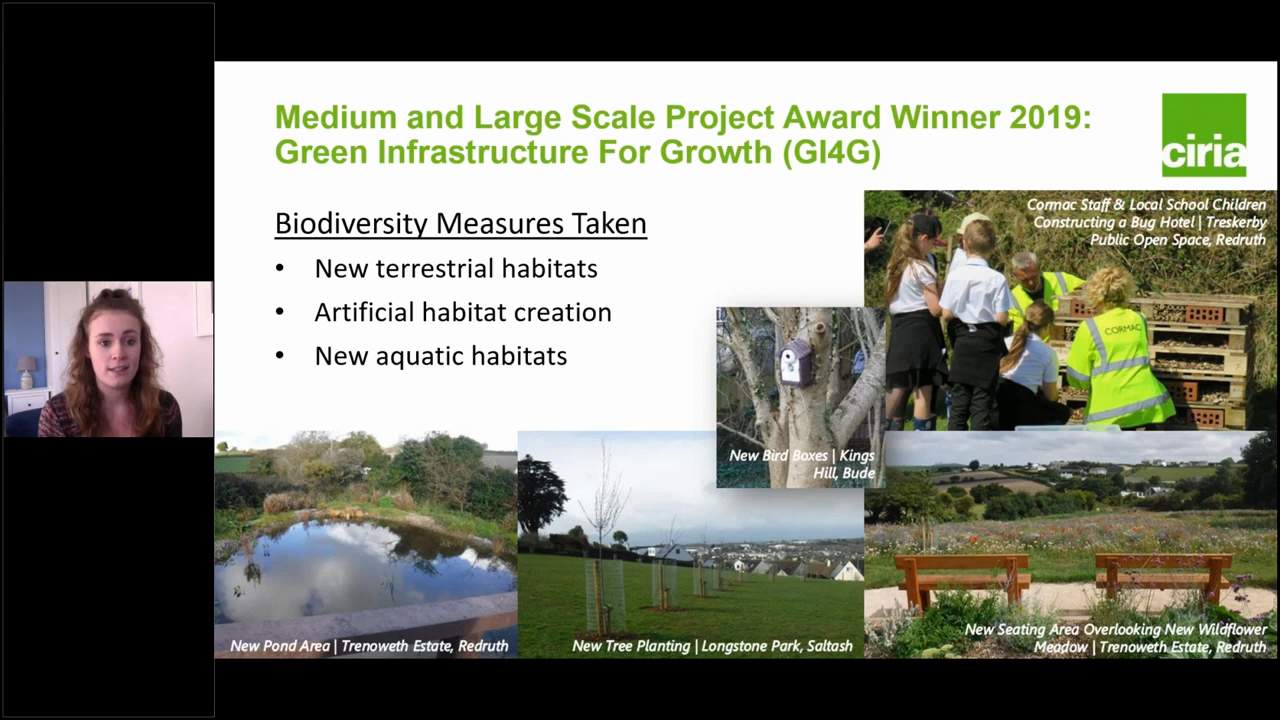 Medium and Large Scale Project Award Winner 2019:
Green Infrastructure For Growth (GI4G)
ciria
Biodiversity Measures Taken
• New terrestrial habitats
• Artificial habitat creation
• New aquatic habitats
Cormac Staff & Local School Children
Constructing a Bug Hotel | Treskerby
Public Open Space, Redruth
CORMAC
New Bird Boxes | Kings
Hill, Bude
New Pond Area | Trenoweth Estate, Redruth
New Tree Planting | Longstone Park, Saltash
New Seating Area Overlooking New Wildflower
Meadow | Trenoweth Estate, Redruth